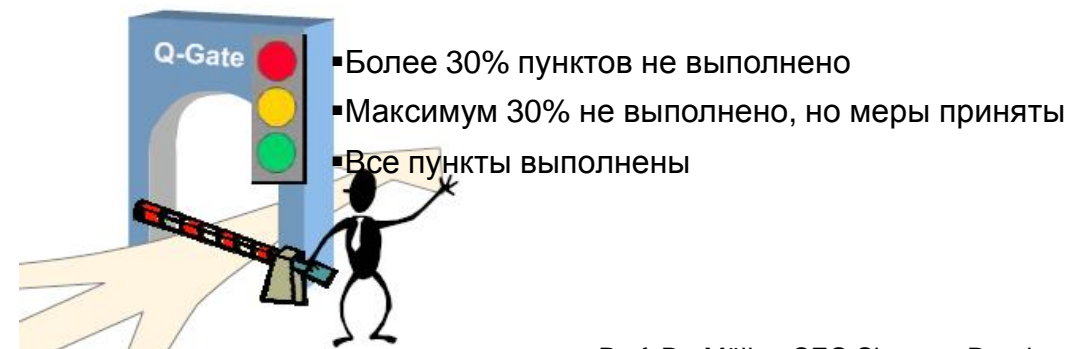 Q-Gate
▪Более 30% пунктов не выполнено
▪Максимум 30% не выполнено, но меры приняты
▪Все пункты выполнены